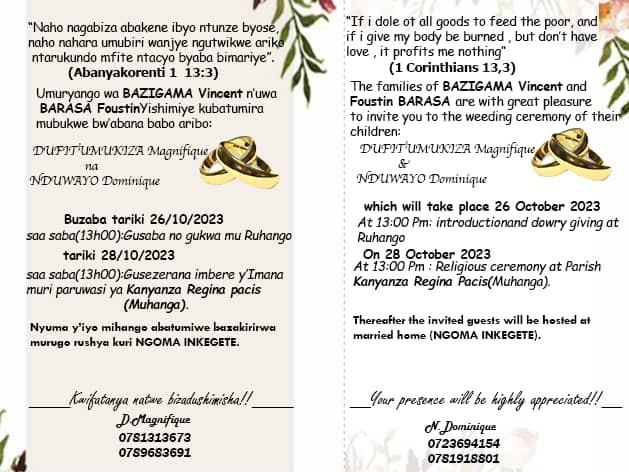 “Naho nagabiza abakene ibyo ntunze byose,
naho nahara umubiri wanjye ngutwikwe ariko
ntarukundo mfite ntacyo byaba bimariye”.
(Abanyakorenti 1 13:3)
Umuryango wa BAZIGAMA Vincent n’uwa
BARASA FoustinYishimiye kubatumira
mubukwe bw’abana babo aribo:
DUFITUMUKIZA Magnifique
na
NDUWAYO Dominique
Buzaba tariki 26/10/2023
saa saba(13h00):Gusaba no gukwa mu Ruhango
tariki 28/10/2023
saa saba(13h00):Gusezerana imbere y’Imana
muri paruwasi ya Kanyanza Regina pacis
(Muhanga).
Nyuma y’iyo mihango abatumiwe bazakirirwa
murugo rushya kuri NGOMA INKEGETE.
Kwifatanya natwe bizadushimisha!!
D.Magnifique
0781313673
0789683691
“If i dole ot all goods to feed the poor, and
if i give my body be burned , but don’t have
love , it profits me nothing”
(1 Corinthians 13,3)
The families of BAZIGAMA Vincent and
Foustin BARASA are with great pleasure
to invite you to the weeding ceremony of their
children:
DUFITUMUKIZA Magnifique
&
NDUWAYO Dominique
which will take place 26 October 2023
At 13:00 Pm: introductionand dowry giving at
Ruhango
On 28 October 2023
At 13:00 Pm : Religious ceremony at Parish
Kanyanza Regina Pacis(Muhanga).
Thereafter the invited guests will be hosted at
married home (NGOMA INKEGETE).
Your presence will be highly appreciated!!
N.Dominique
0723694154
0781918801